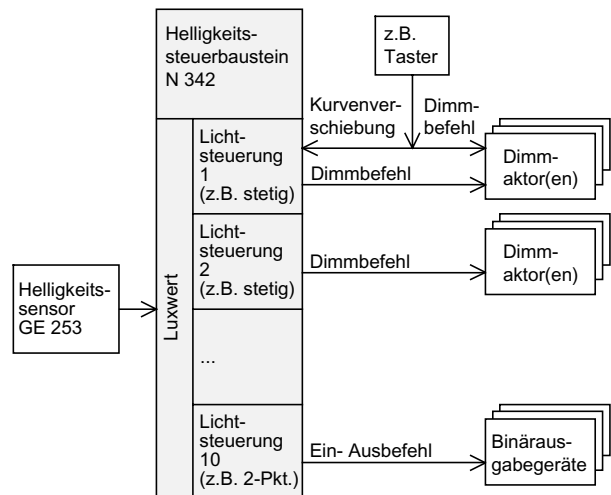 Helligkeits-
steuerbaustein
N 342
z.B.
Taster
Kurvenver-
schiebung
Dimm-
befehl
Luxwert
Licht-
steuerung
1
(z.B. stetig)
Dimmbefehl
Dimm-
aktor(en)
Licht-
steuerung
2
(z.B. stetig)
Dimmbefehl
Dimm-
aktor(en)
Helligkeits-
sensor
GE 253
...
Licht-
steuerung
10
(z.B. 2-Pkt.)
Ein- Ausbefehl
Binäraus-
gabegeräte